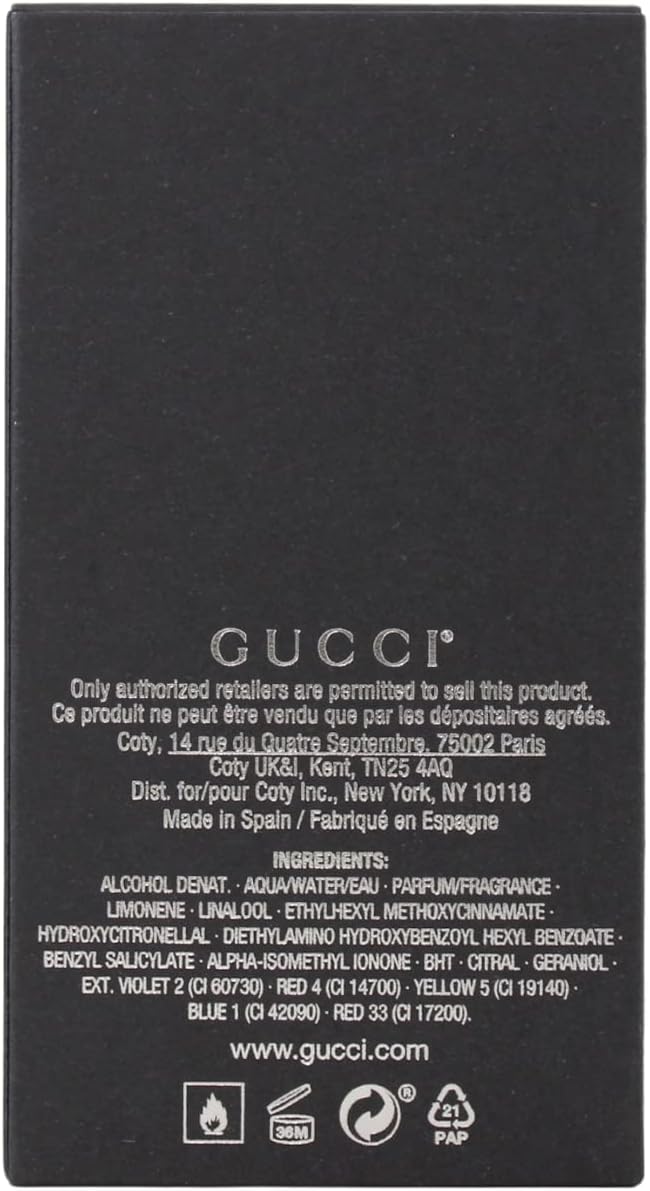 GUCCI®
Only authorized retailers are permitted to sell this product.
Ce produit ne peut être vendu que par les dépositaires agréés.
Coty, 14 rue du Quatre Septembre, 75002 Paris
Coty UK&I, Kent, TN25 4AQ
Dist. for/pour Coty Inc., New York, NY 10118
Made in Spain / Fabriqué en Espagne
INGREDIENTS:
ALCOHOL DENAT. · AQUA/WATER/EAU · PARFUM/FRAGRANCE ·
LIMONENE · LINALOOL · ETHYLHEXYL METHOXYCINNAMATE ·
HYDROXYCITRONELLAL · DIETHYLAMINO HYDROXYBENZOYL HEXYL BENZOATE ·
BENZYL SALICYLATE · ALPHA-ISOMETHYL IONONE · BHT · CITRAL · GERANIOL ·
EXT. VIOLET 2 (CI 60730) · RED 4 (CI 14700) · YELLOW 5 (CI 19140) ·
BLUE 1 (CI 42090) · RED 33 (CI 17200).
www.gucci.com
36M ® 21
PAP